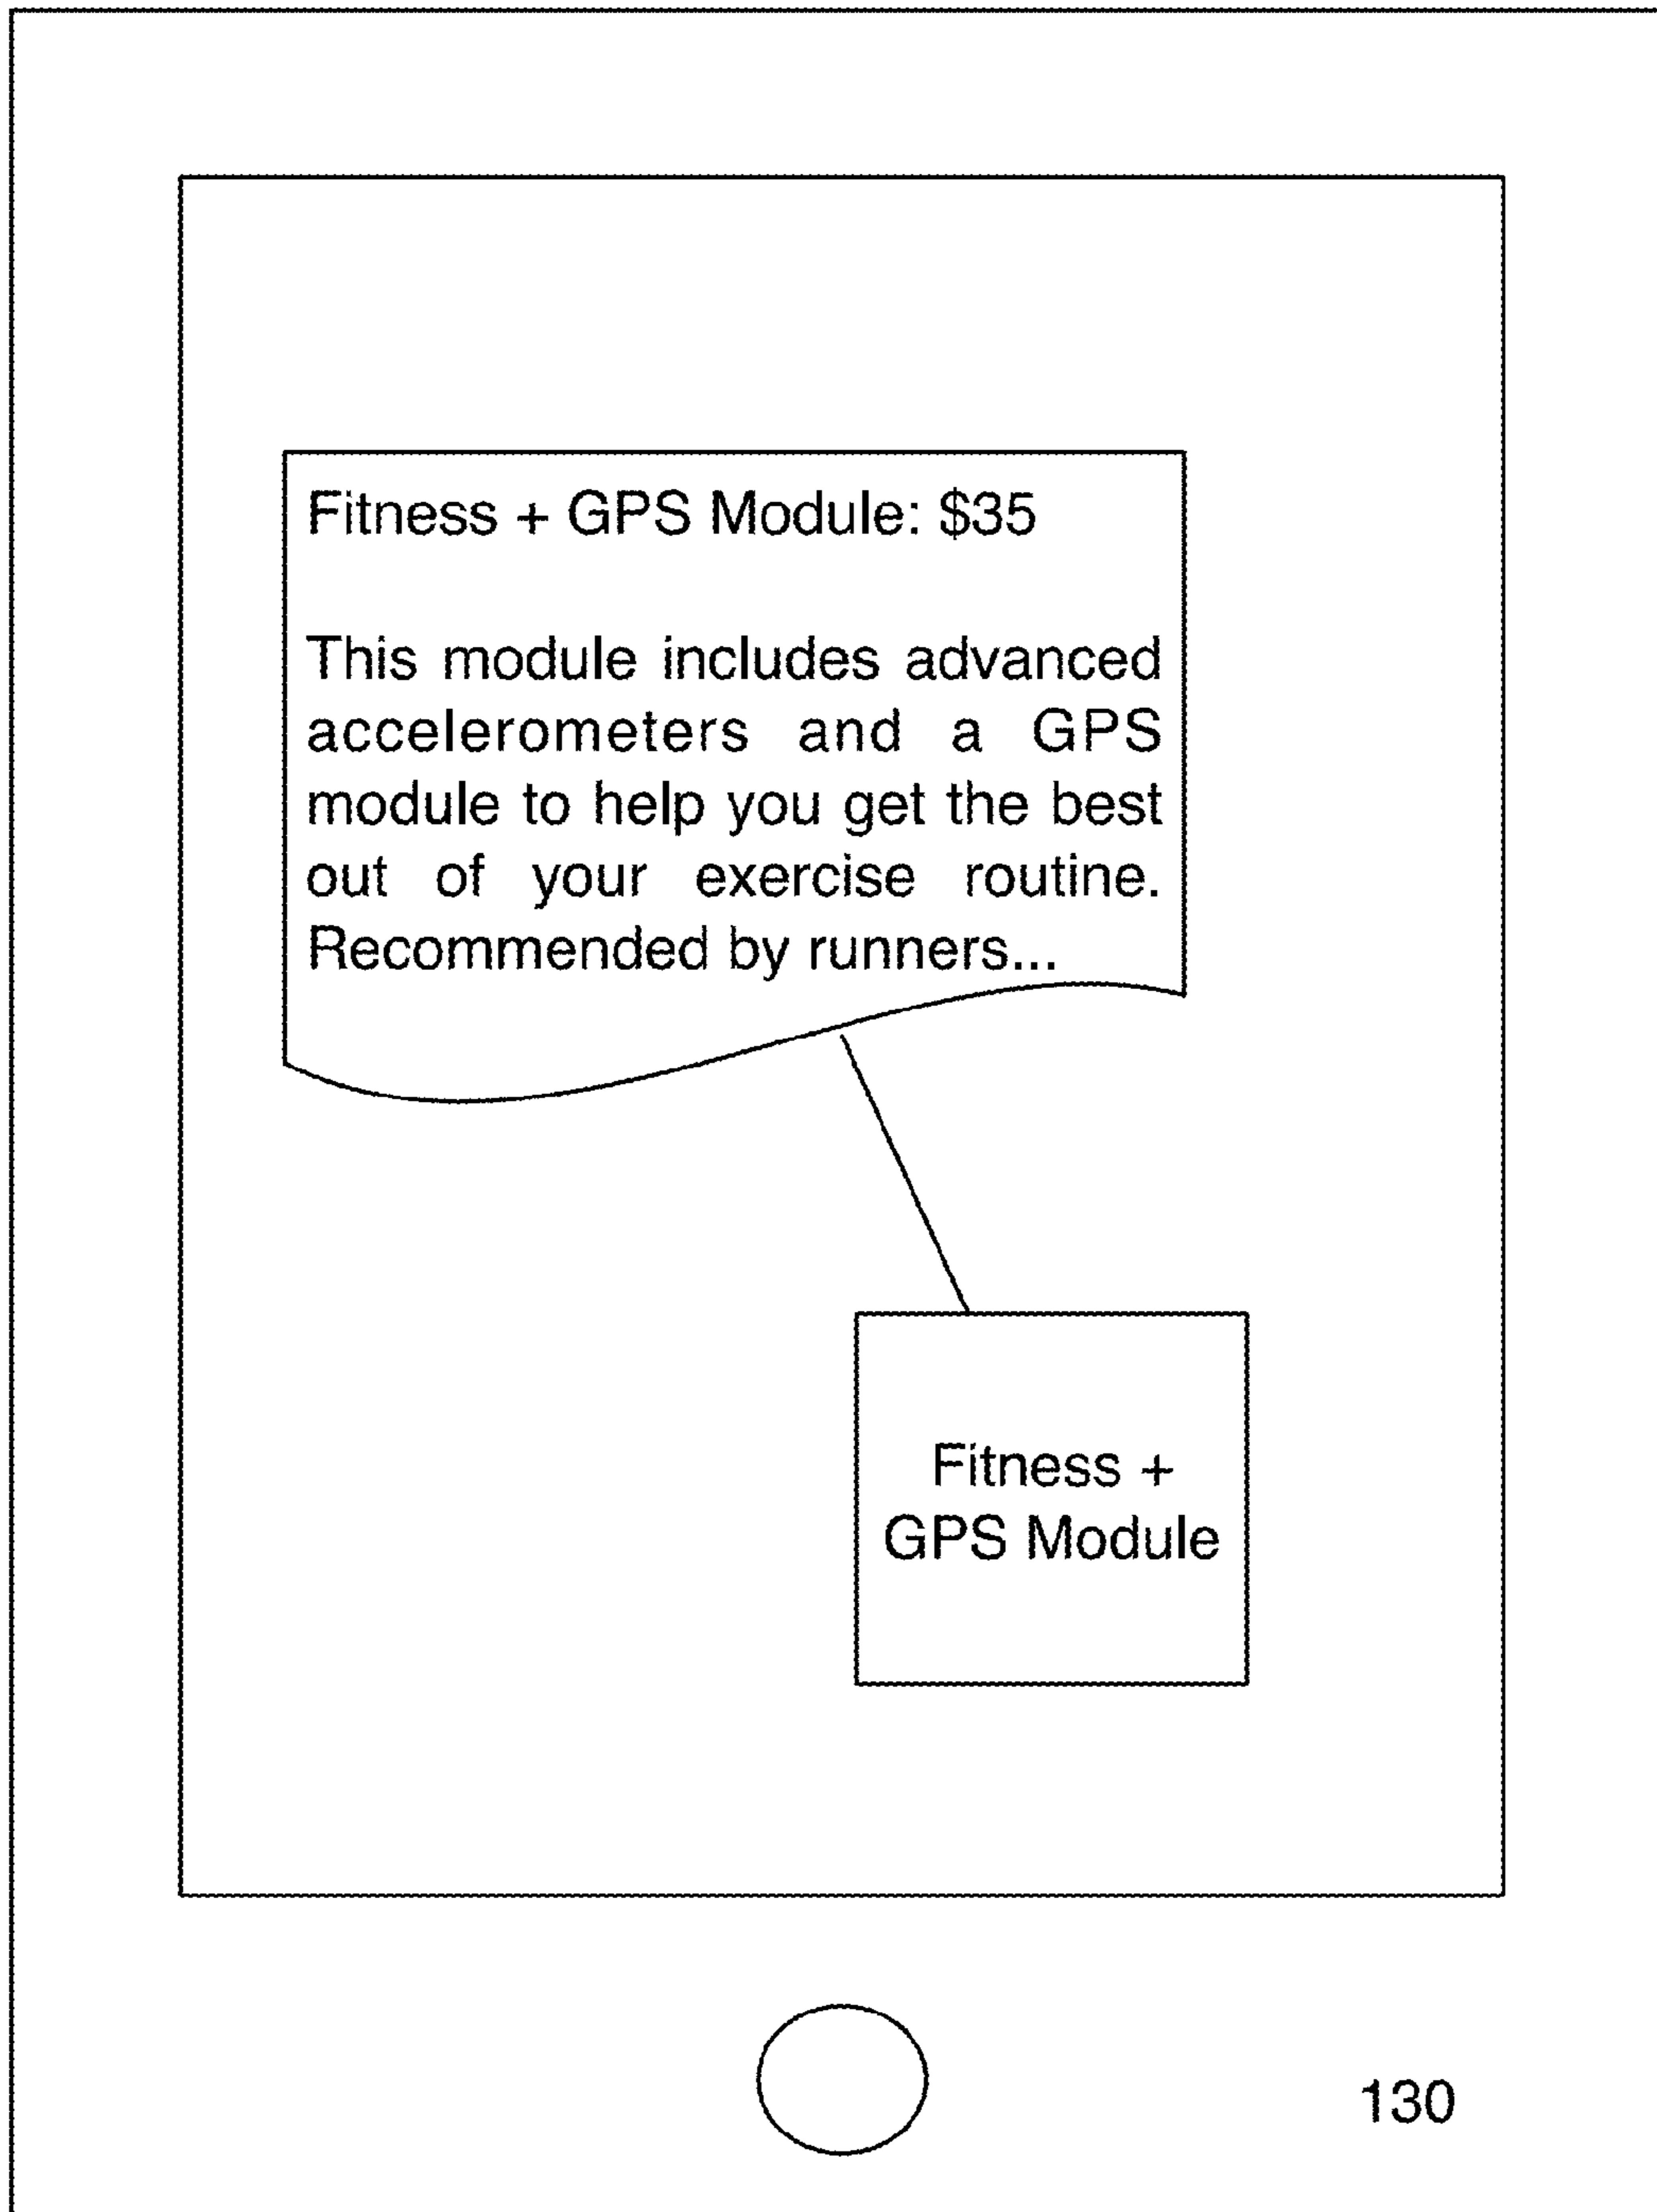 Fitness + GPS Module: $35
This module includes advanced
accelerometers and a GPS
module to help you get the best
out of your exercise routine.
Recommended by runners...
Fitness +
GPS Module
130